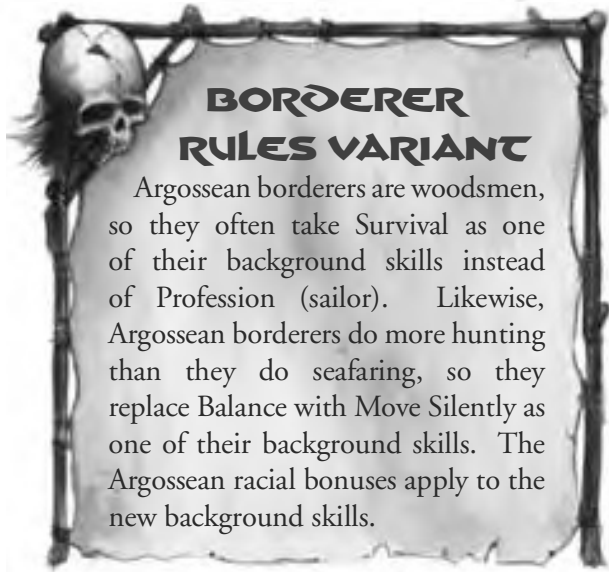 BORDERER
RULES VARIANT
Argossean borderers are woodsmen,
so they often take Survival as one
of their background skills instead
of Profession (sailor). Likewise,
Argossean borderers do more hunting
than they do seafaring, so they
replace Balance with Move Silently as
one of their background skills. The
Argossean racial bonuses apply to the
new background skills.